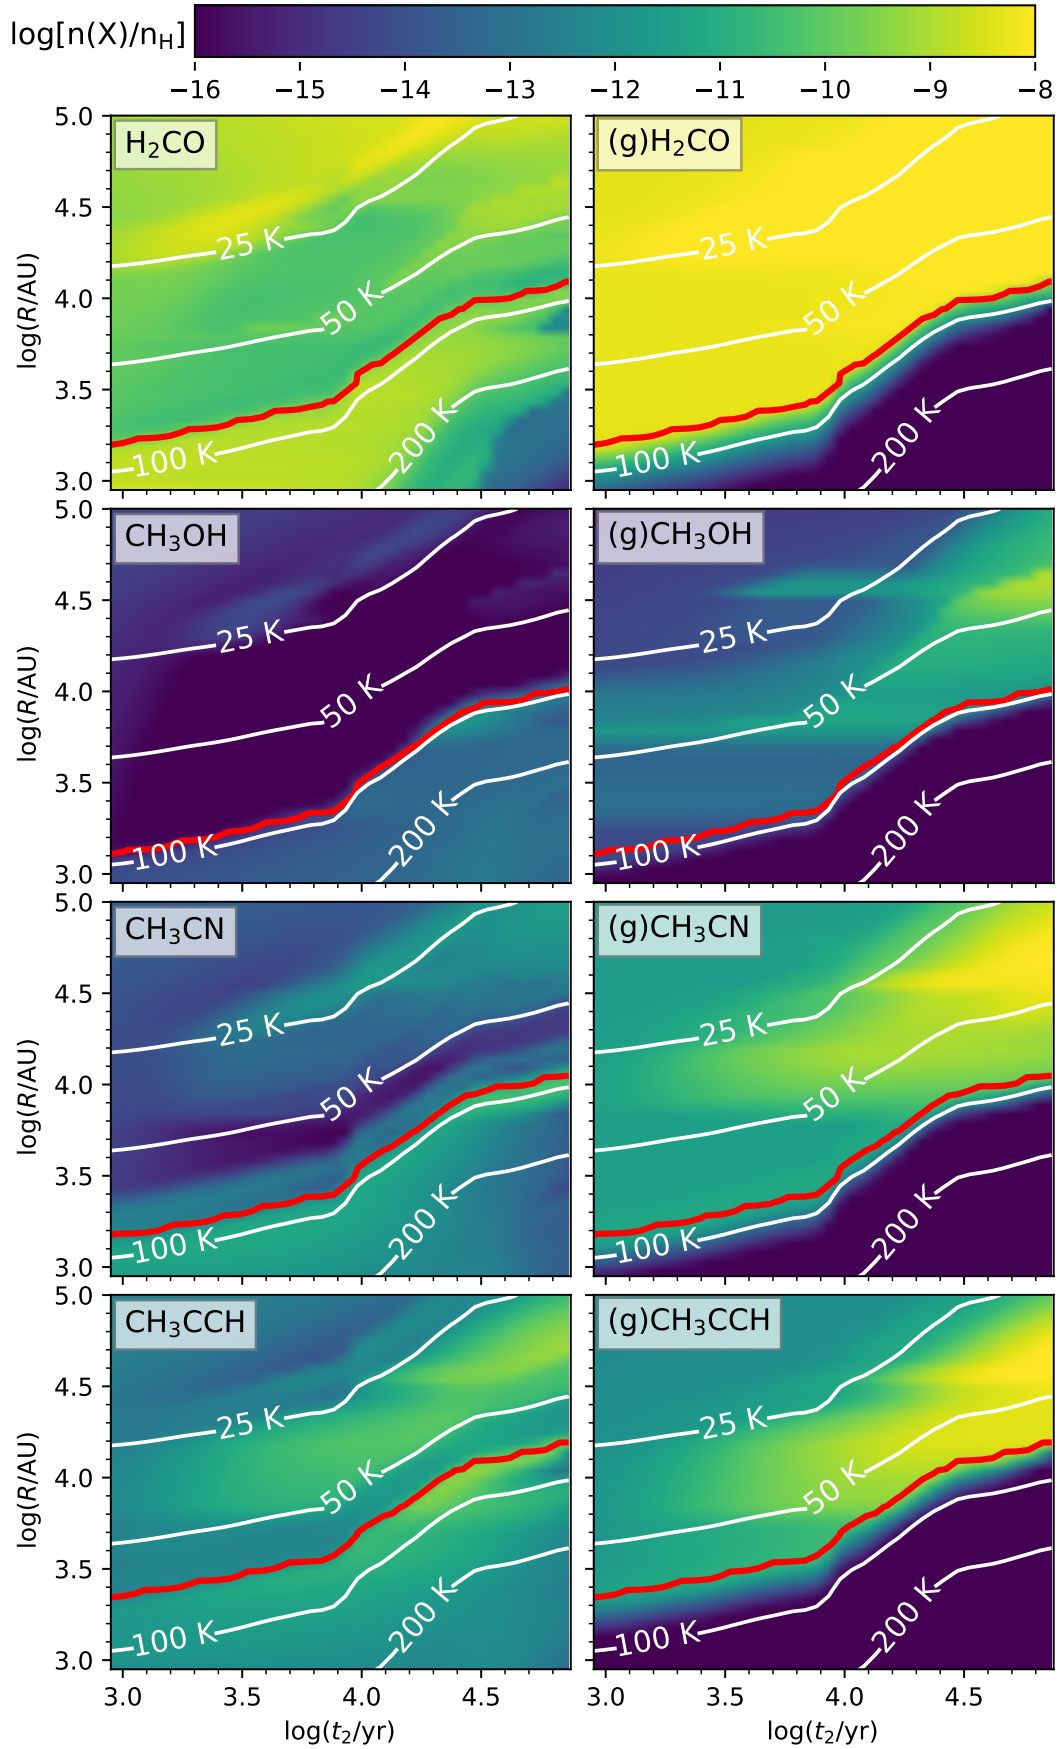 log[n(X)/n_H]
−16 −15 −14 −13 −12 −11 −10 −9 −8
H₂CO
(g)H₂CO
5.0
4.5
4.0
3.5
3.0
log(R/AU)
25 K
50 K
100 K
200 K
25 K
50 K
100 K
200 K
CH₃OH
(g)CH₃OH
5.0
4.5
4.0
3.5
3.0
log(R/AU)
25 K
50 K
100 K
200 K
25 K
50 K
100 K
200 K
CH₃CN
(g)CH₃CN
5.0
4.5
4.0
3.5
3.0
log(R/AU)
25 K
50 K
100 K
200 K
25 K
50 K
100 K
200 K
CH₃CCH
(g)CH₃CCH
5.0
4.5
4.0
3.5
3.0
log(R/AU)
25 K
50 K
100 K
200 K
25 K
50 K
100 K
200 K
3.0 3.5 4.0 4.5
3.0 3.5 4.0 4.5
log(t₂/yr)
log(t₂/yr)